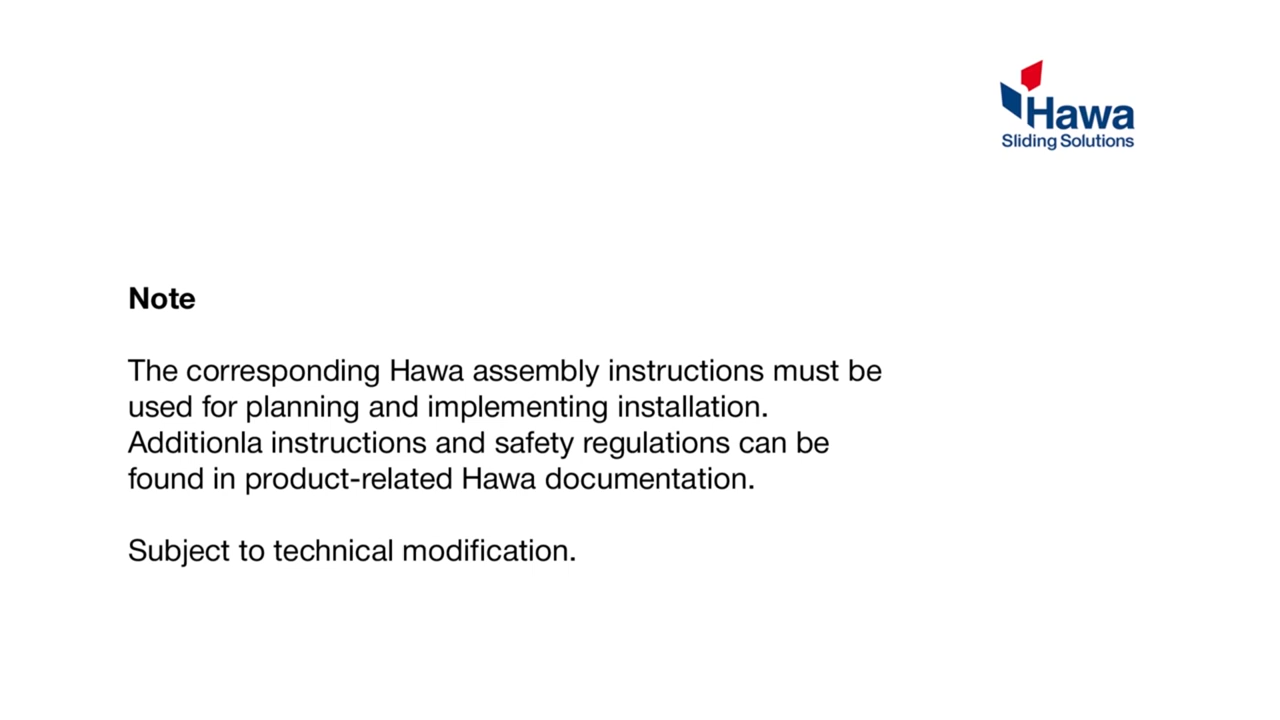 Hawa
Sliding Solutions
Note
The corresponding Hawa assembly instructions must be
used for planning and implementing installation.
Additionla instructions and safety regulations can be
found in product-related Hawa documentation.
Subject to technical modification.